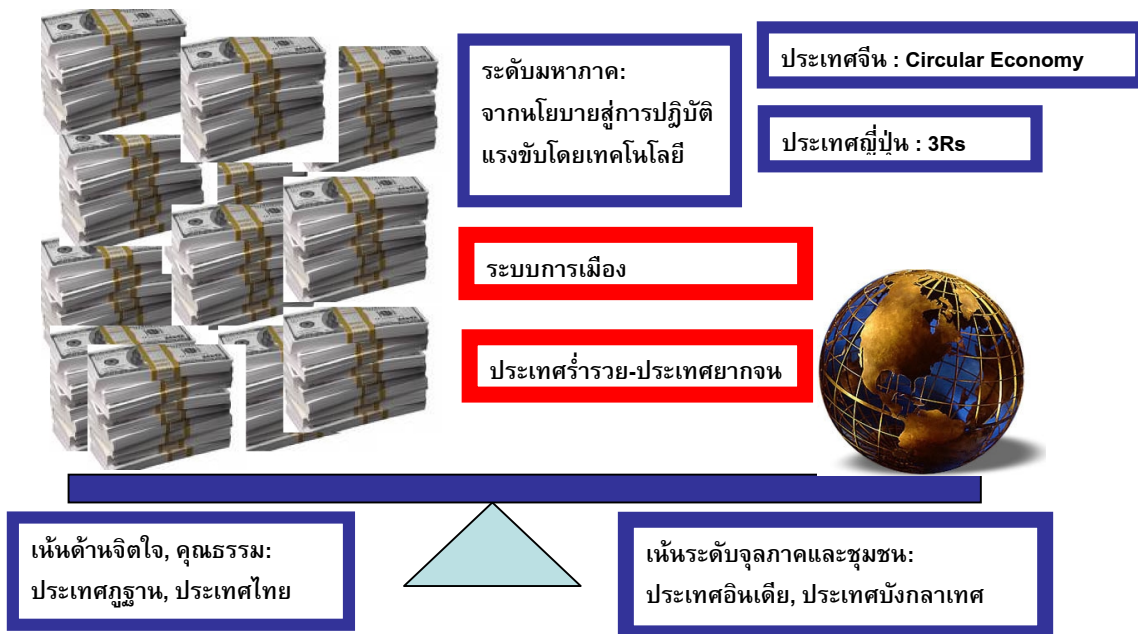 ระดับมหาภาค:
จากนโยบายสู่การปฎิบัติ
แรงขับโดยเทคโนโลยี
ประเทศจีน : Circular Economy
ประเทศญี่ปุ่น : 3Rs
ระบบการเมือง
ประเทศร่ำรวย-ประเทศยากจน
เน้นด้านจิตใจ, คุณธรรม:
ประเทศภูฐาน, ประเทศไทย
เน้นระดับจุลภาคและชุมชน:
ประเทศอินเดีย, ประเทศบังกลาเทศ